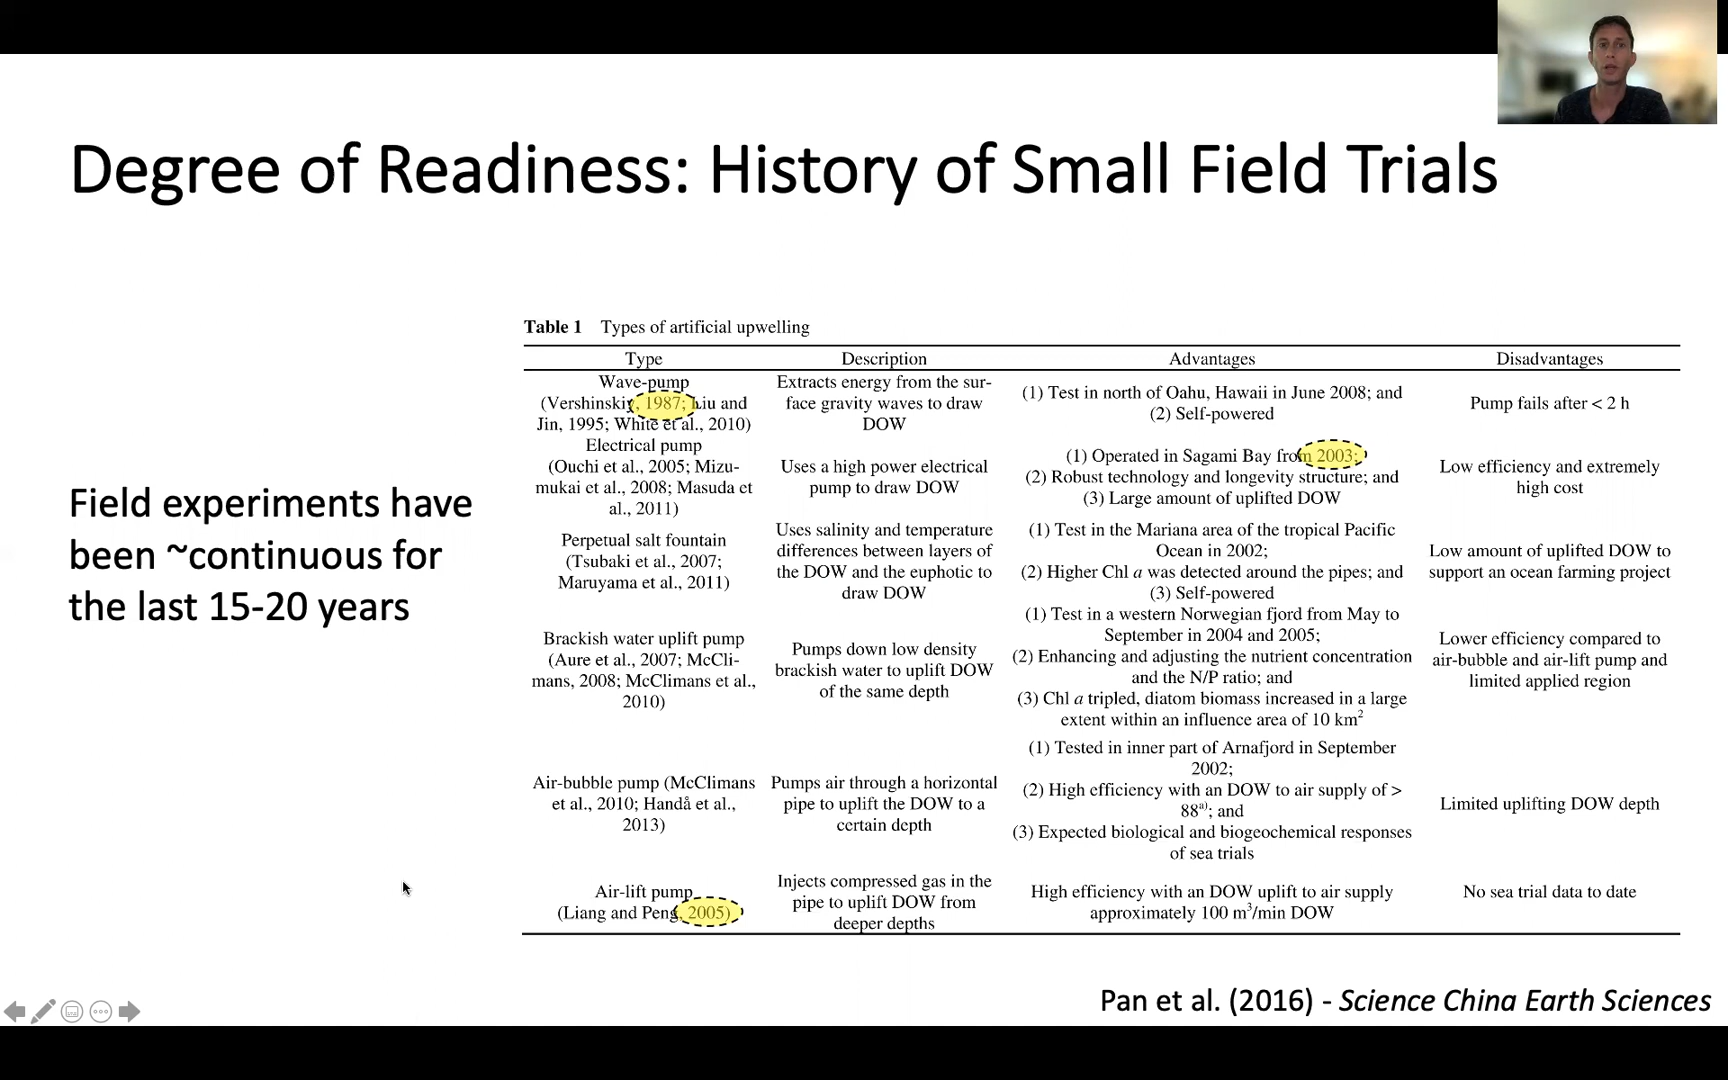 Degree of Readiness: History of Small Field Trials
Field experiments have
been ~continuous for
the last 15-20 years
Table 1 Types of artificial upwelling
Type Description Advantages Disadvantages
Wave-pump
(Vershinskiy, 1987; Liu and
Jin, 1995; White et al., 2010)
Extracts energy from the sur-
face gravity waves to draw
DOW
(1) Test in north of Oahu, Hawaii in June 2008; and
(2) Self-powered
Pump fails after < 2 h
Electrical pump
(Ouchi et al., 2005; Mizu-
mukai et al., 2008; Masuda et
al., 2011)
Uses a high power electrical
pump to draw DOW
(1) Operated in Sagami Bay from 2003;
(2) Robust technology and longevity structure; and
(3) Large amount of uplifted DOW
Low efficiency and extremely
high cost
Perpetual salt fountain
(Tsubaki et al., 2007;
Maruyama et al., 2011)
Uses salinity and temperature
differences between layers of
the DOW and the euphotic to
draw DOW
(1) Test in the Mariana area of the tropical Pacific
Ocean in 2002;
(2) Higher Chl a was detected around the pipes; and
(3) Self-powered
Low amount of uplifted DOW to
support an ocean farming project
Brackish water uplift pump
(Aure et al., 2007; McCli-
mans, 2008; McClimans et al.,
2010)
Pumps down low density
brackish water to uplift DOW
of the same depth
(1) Test in a western Norwegian fjord from May to
September in 2004 and 2005;
(2) Enhancing and adjusting the nutrient concentration
and the N/P ratio; and
(3) Chl a tripled, diatom biomass increased in a large
extent within an influence area of 10 km²
Lower efficiency compared to
air-bubble and air-lift pump and
limited applied region
Air-bubble pump (McClimans
et al., 2010; Handå et al.,
2013)
Pumps air through a horizontal
pipe to uplift the DOW to a
certain depth
(1) Tested in inner part of Arnafjord in September
2002;
(2) High efficiency with an DOW to air supply of >
88a); and
(3) Expected biological and biogeochemical responses
of sea trials
Limited uplifting DOW depth
Air-lift pump
(Liang and Peng, 2005)
Injects compressed gas in the
pipe to uplift DOW from
deeper depths
High efficiency with an DOW uplift to air supply
approximately 100 m³/min DOW
No sea trial data to date
Pan et al. (2016) - Science China Earth Sciences